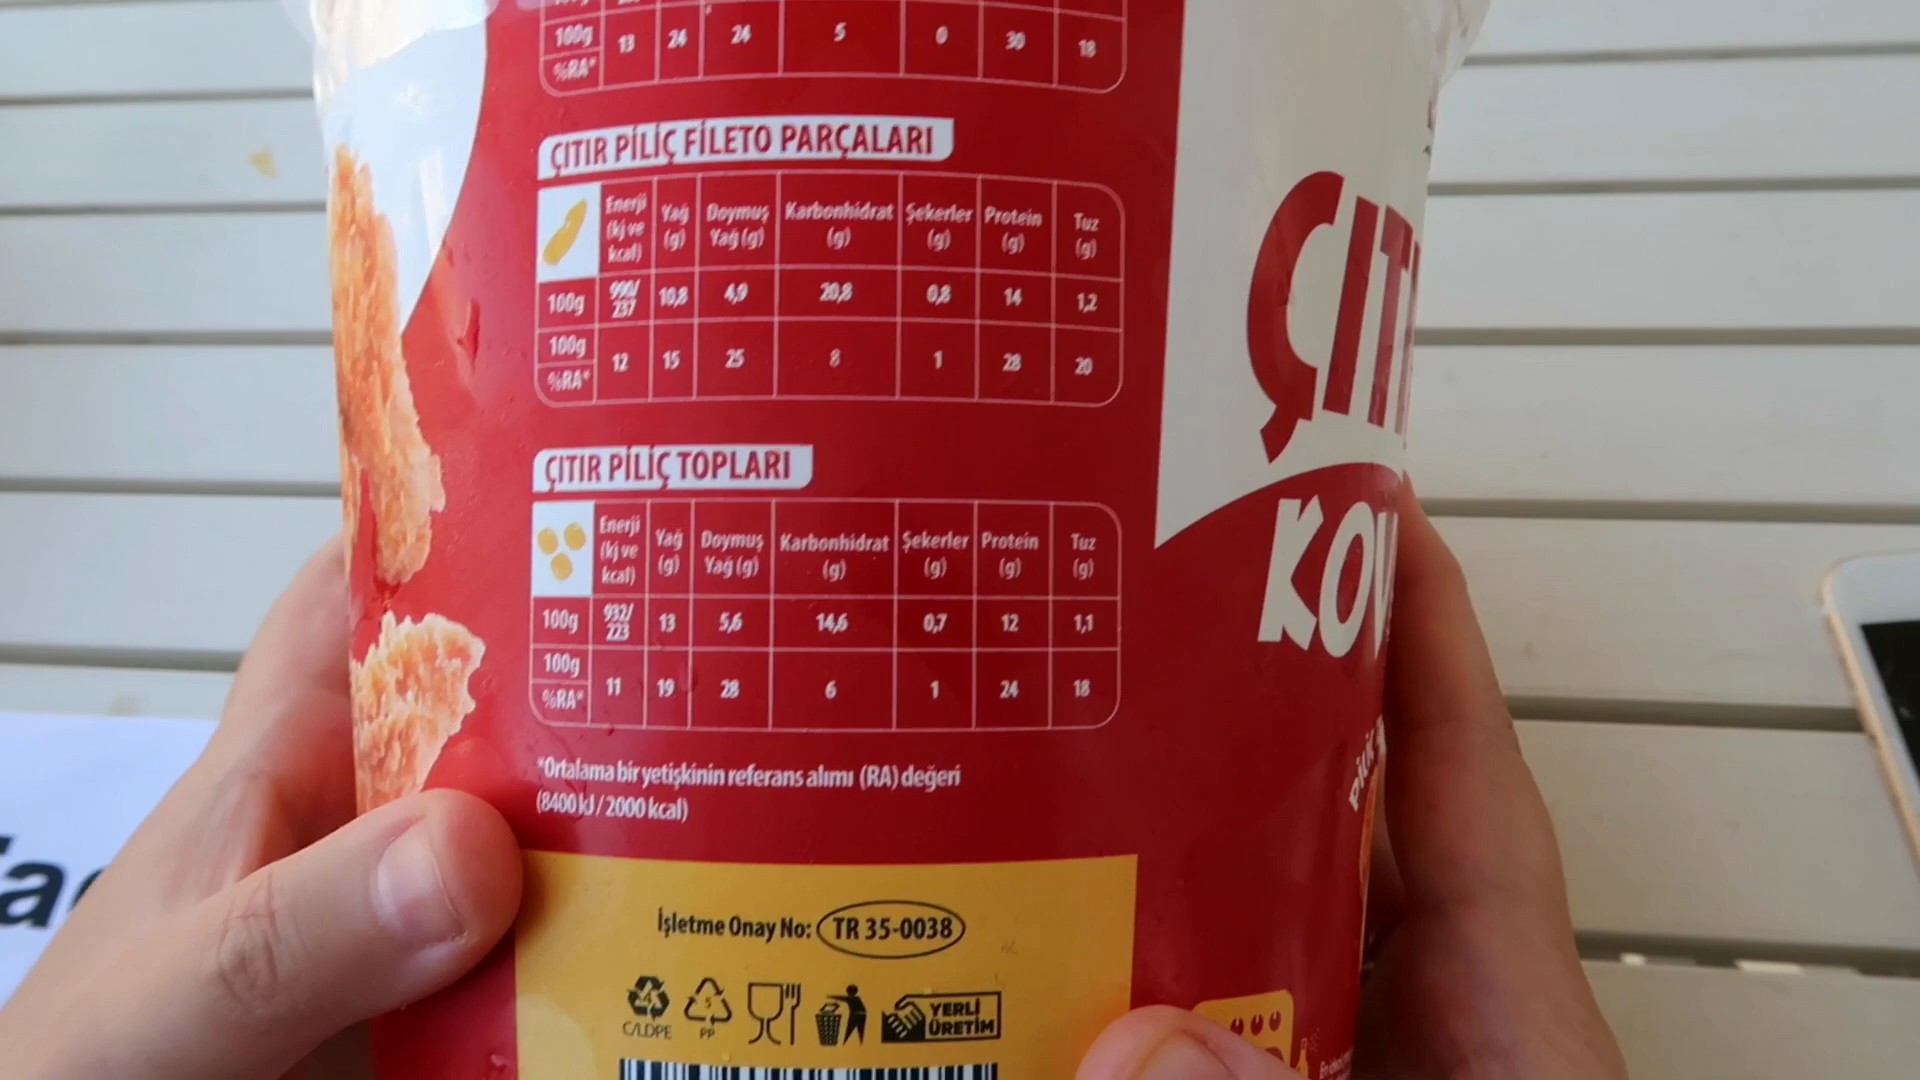 100g
%RA* 13 24 24 5 0 30 18
ÇITIR PİLİÇ FİLETO PARÇALARI
Enerji (kj ve kcal) Yağ (g) Doymuş Yağ (g) Karbonhidrat (g) Şekerler (g) Protein (g) Tuz (g)
100g 990/237 10,8 4,9 20,8 0,8 14 1,2
100g %RA* 12 15 25 8 1 28 20
ÇITIR PİLİÇ TOPLARI
Enerji (kj ve kcal) Yağ (g) Doymuş Yağ (g) Karbonhidrat (g) Şekerler (g) Protein (g) Tuz (g)
100g 932/223 13 5,6 14,6 0,7 12 1,1
100g %RA* 11 19 28 6 1 24 18
*Ortalama bir yetişkinin referans alımı (RA) değeri
(8400 kJ / 2000 kcal)
İşletme Onay No: TR 35-0038
4 C/LDPE 5 PP YERLİ ÜRETİM
ÇIT
KOV